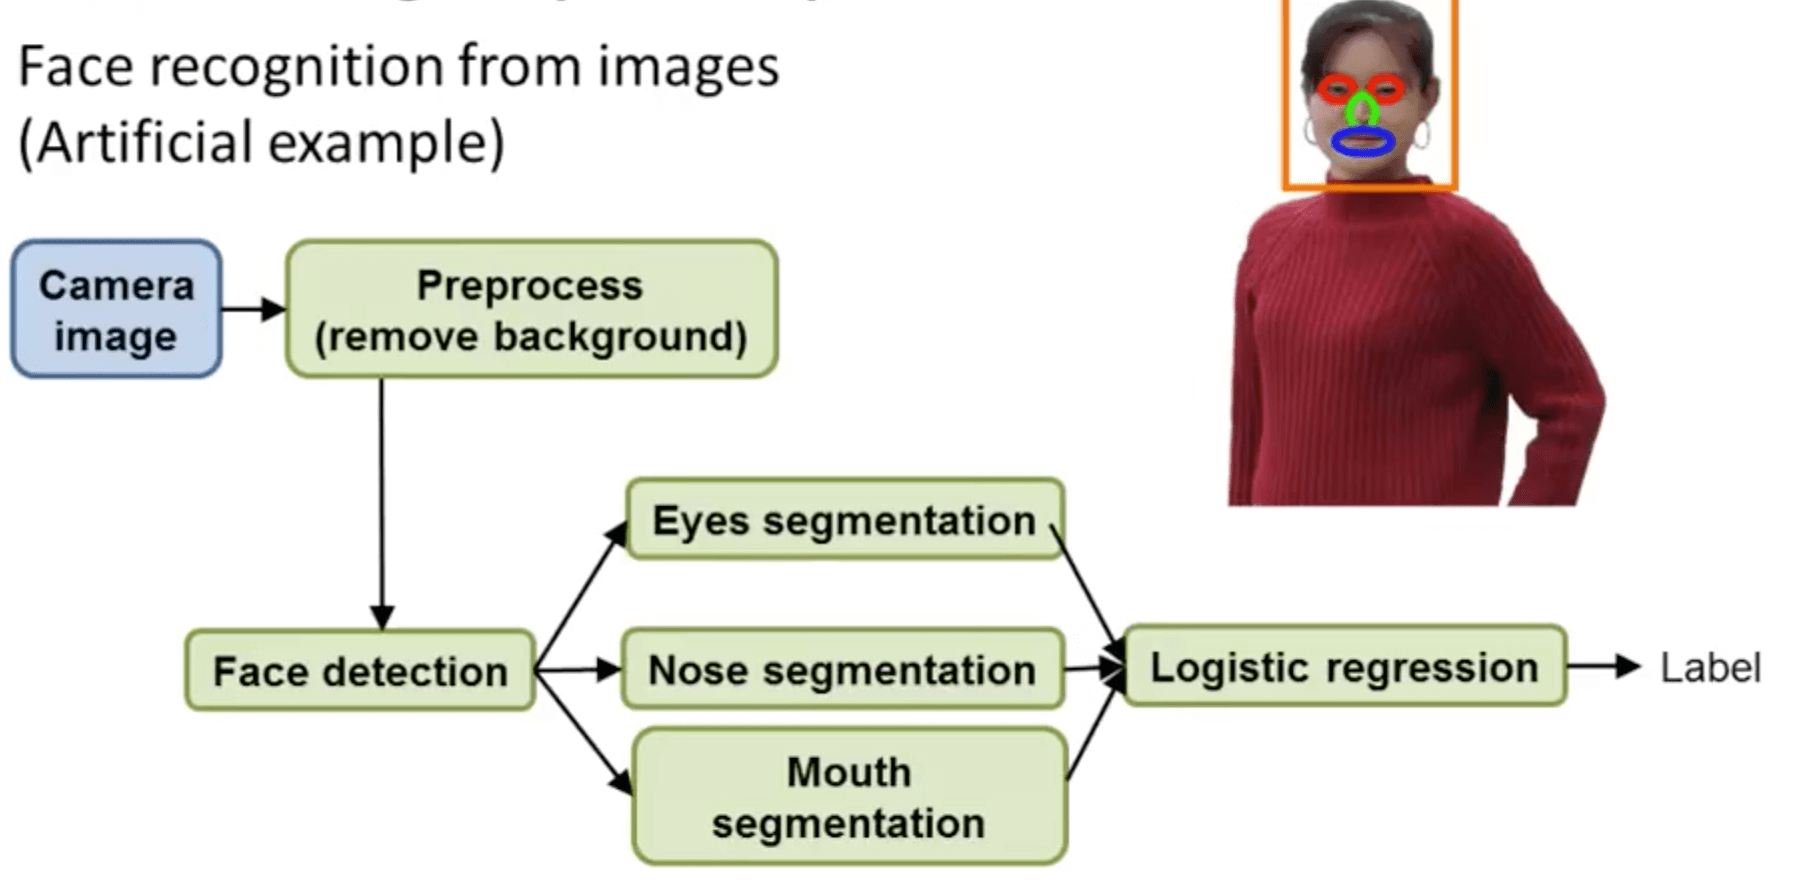 Face recognition from images
(Artificial example)
Camera
image
Preprocess
(remove background)
Eyes segmentation
Face detection
Nose segmentation
Logistic regression
Label
Mouth
segmentation